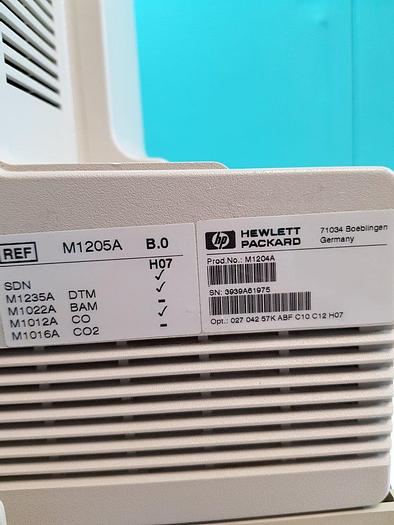 REF M1205A B.0
H07
SDN ✓
M1235A DTM ✓
M1022A BAM –
M1012A CO ✓
M1016A CO2 –
hp HEWLETT PACKARD
71034 Boeblingen
Germany
Prod.No.: M1204A
SN: 3939A61975
Opt.: 027 042 57K ABF C10 C12 H07